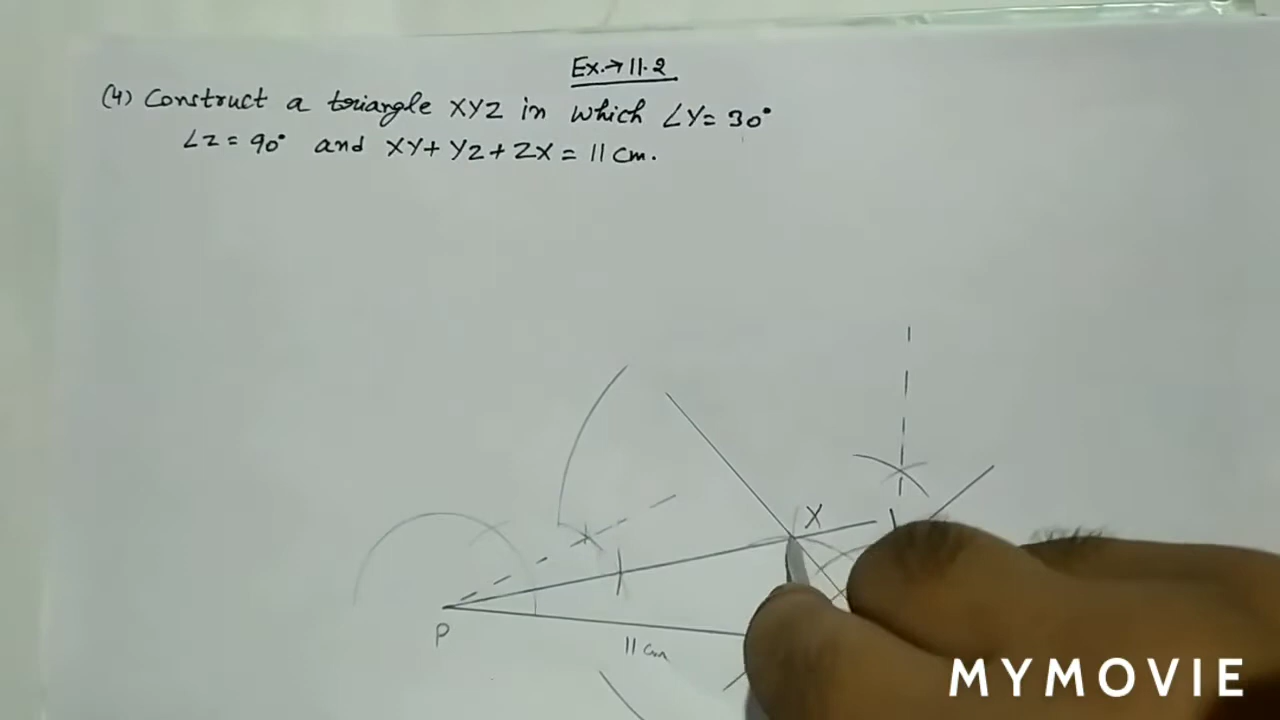 Ex.→ 11.2
(4) Construct a triangle XYZ in which ∠Y= 30°
∠Z = 90° and XY+ YZ + ZX = 11 cm.
X
P
11 cm
MYMOVIE